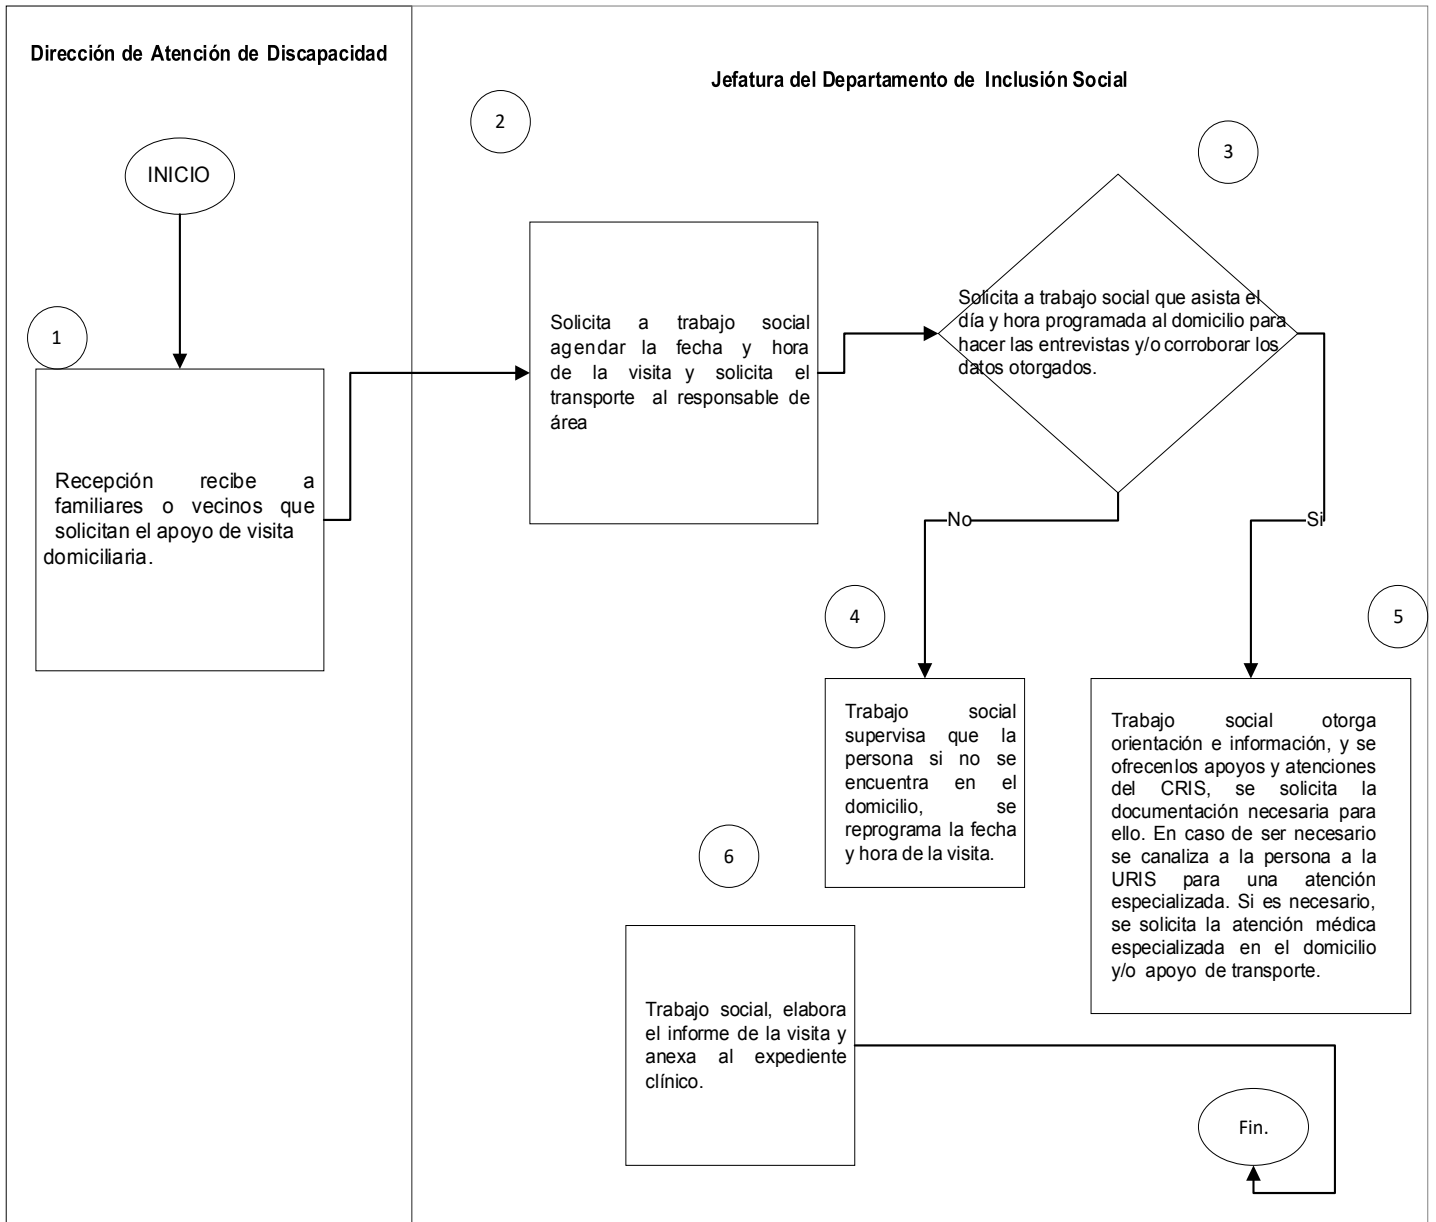 Dirección de Atención de Discapacidad
Jefatura del Departamento de Inclusión Social
INICIO
1
Recepción recibe a
familiares o vecinos que
solicitan el apoyo de visita
domiciliaria.
2
Solicita a trabajo social
agendar la fecha y hora
de la visita y solicita el
transporte al responsable de
área
3
Solicita a trabajo social que asista el
día y hora programada al domicilio para
hacer las entrevistas y/o corroborar los
datos otorgados.
No
Si
4
Trabajo social
supervisa que la
persona si no se
encuentra en el
domicilio, se
reprograma la fecha
y hora de la visita.
5
Trabajo social otorga
orientación e información, y se
ofrecenlos apoyos y atenciones
del CRIS, se solicita la
documentación necesaria para
ello. En caso de ser necesario
se canaliza a la persona a la
URIS para una atención
especializada. Si es necesario,
se solicita la atención médica
especializada en el domicilio
y/o apoyo de transporte.
6
Trabajo social, elabora
el informe de la visita y
anexa al expediente
clínico.
Fin.